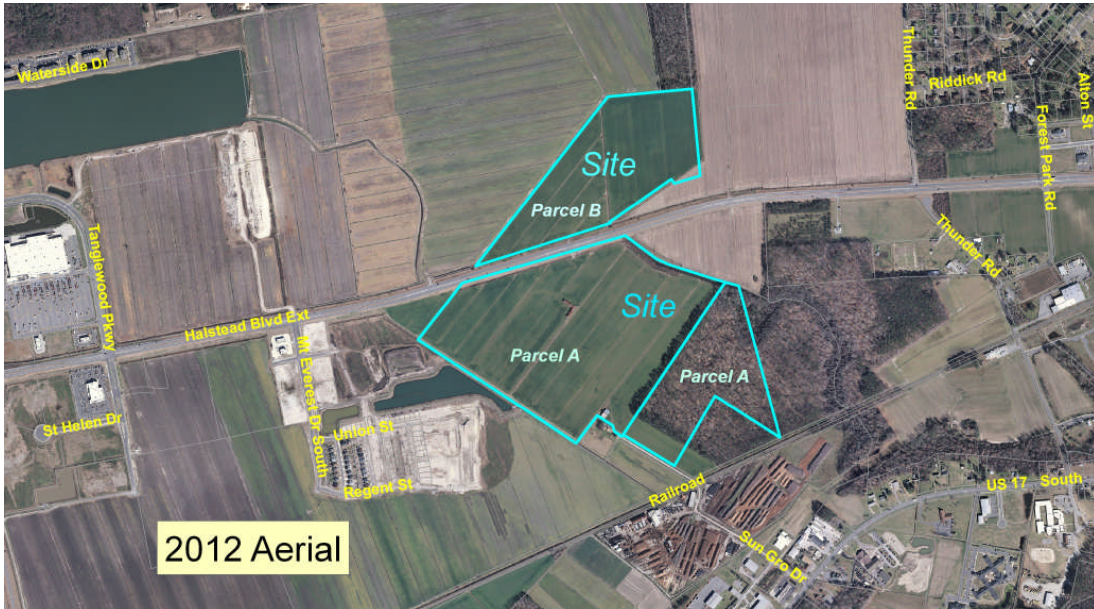 Waterside Dr
Thunder Rd
Riddick Rd
Alton St
Forest Park Rd
Site
Parcel B
Tanglewood Pkwy
Thunder Rd
Halstead Blvd Ext
Site
Parcel A
Parcel A
Mt Everest Dr South
St Helen Dr
Union St
Regent St
Railroad
US 17 South
Sun Gro Dr
2012 Aerial